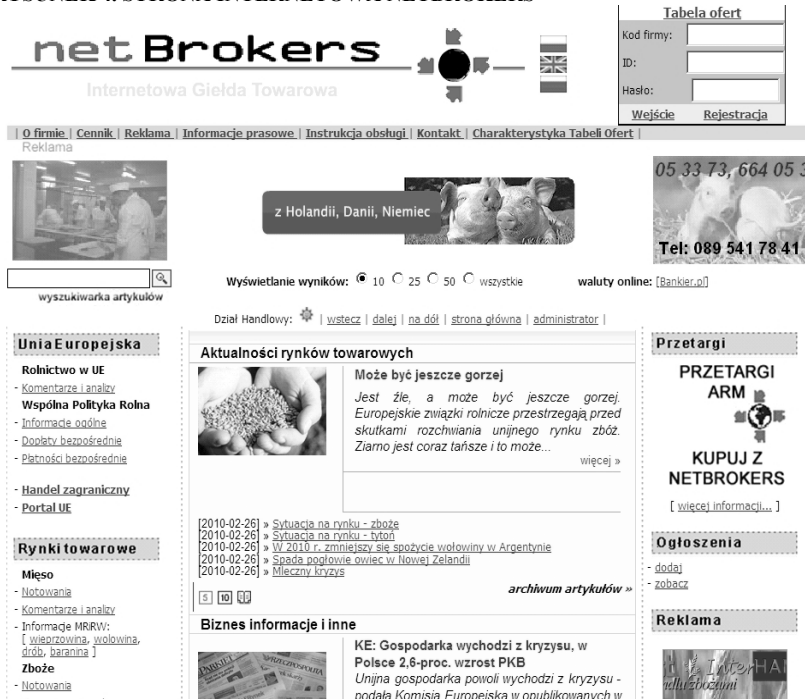 netBrokers
Internetowa Giełda Towarowa
Tabela ofert
Kod firmy:
ID:
Hasło:
Wejście Rejestracja
| O firmie | Cennik | Reklama | Informacje prasowe | Instrukcja obsługi | Kontakt | Charakterystyka Tabeli Ofert |
Reklama
z Holandii, Danii, Niemiec
05 33 73, 664 05 3
Tel: 089 541 78 41
wyszukiwarka artykułów
Wyświetlanie wyników: 10 25 50 wszystkie
waluty online: [Bankier.pl]
Dział Handlowy: | wstecz | dalej | na dół | strona główna | administrator |
Unia Europejska
Rolnictwo w UE
- Komentarze i analizy
Wspólna Polityka Rolna
- Informacje ogólne
- Dopłaty bezpośrednie
- Płatności bezpośrednie
- Handel zagraniczny
- Portal UE
Rynki towarowe
Mięso
- Notowania
- Komentarze i analizy
- Informacje MRiRW:
[ wieprzowina, wołowina,
drób, baranina ]
Zboże
- Notowania
Aktualności rynków towarowych
Może być jeszcze gorzej
Jest źle, a może być jeszcze gorzej.
Europejskie związki rolnicze przestrzegają przed
skutkami rozchwiania unijnego rynku zbóż.
Ziarno jest coraz tańsze i to może...
więcej »
[2010-02-26] » Sytuacja na rynku - zboże
[2010-02-26] » Sytuacja na rynku - tytoń
[2010-02-26] » W 2010 r. zmniejszy się spożycie wołowiny w Argentynie
[2010-02-26] » Spada pogłowie owiec w Nowej Zelandii
[2010-02-26] » Mleczny kryzys
archiwum artykułów »
5 10
Biznes informacje i inne
KE: Gospodarka wychodzi z kryzysu, w
Polsce 2,6-proc. wzrost PKB
Unijna gospodarka powoli wychodzi z kryzysu -
podała Komisja Europejska w opublikowanych w
PARKIET
RZECZPOSPOLITA
Przetargi
PRZETARGI
ARM
KUPUJ Z
NETBROKERS
[ więcej informacji... ]
Ogłoszenia
- dodaj
- zobacz
Reklama
InterHA
zbożami